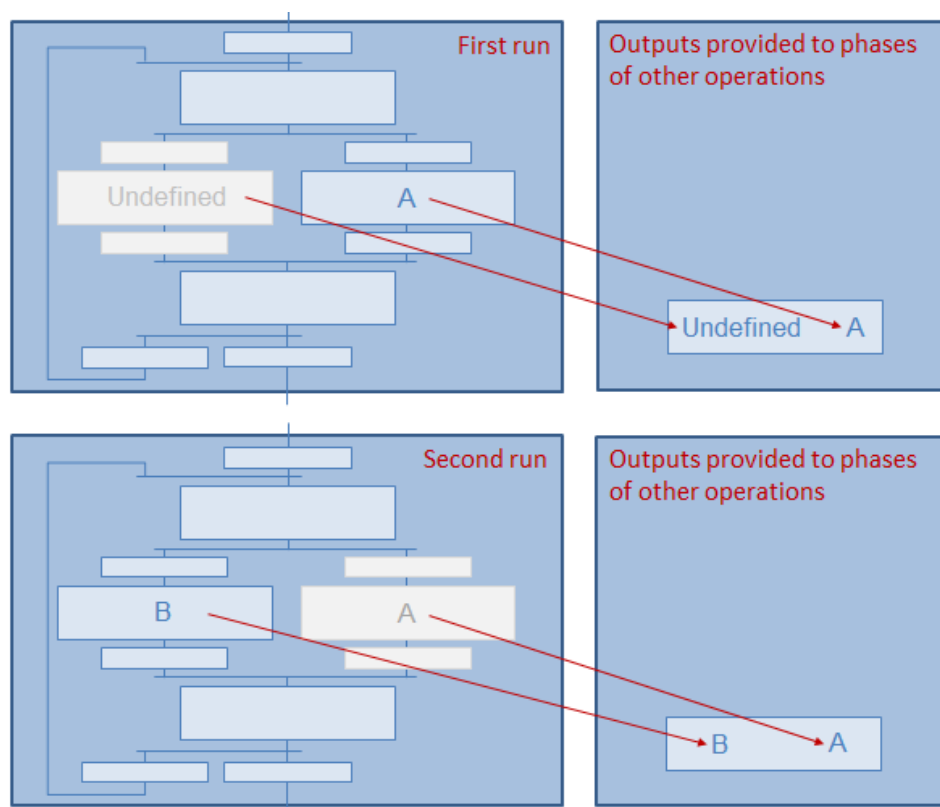 First run
Outputs provided to phases
of other operations
Undefined
A
Undefined A
Second run
Outputs provided to phases
of other operations
B
A
B A